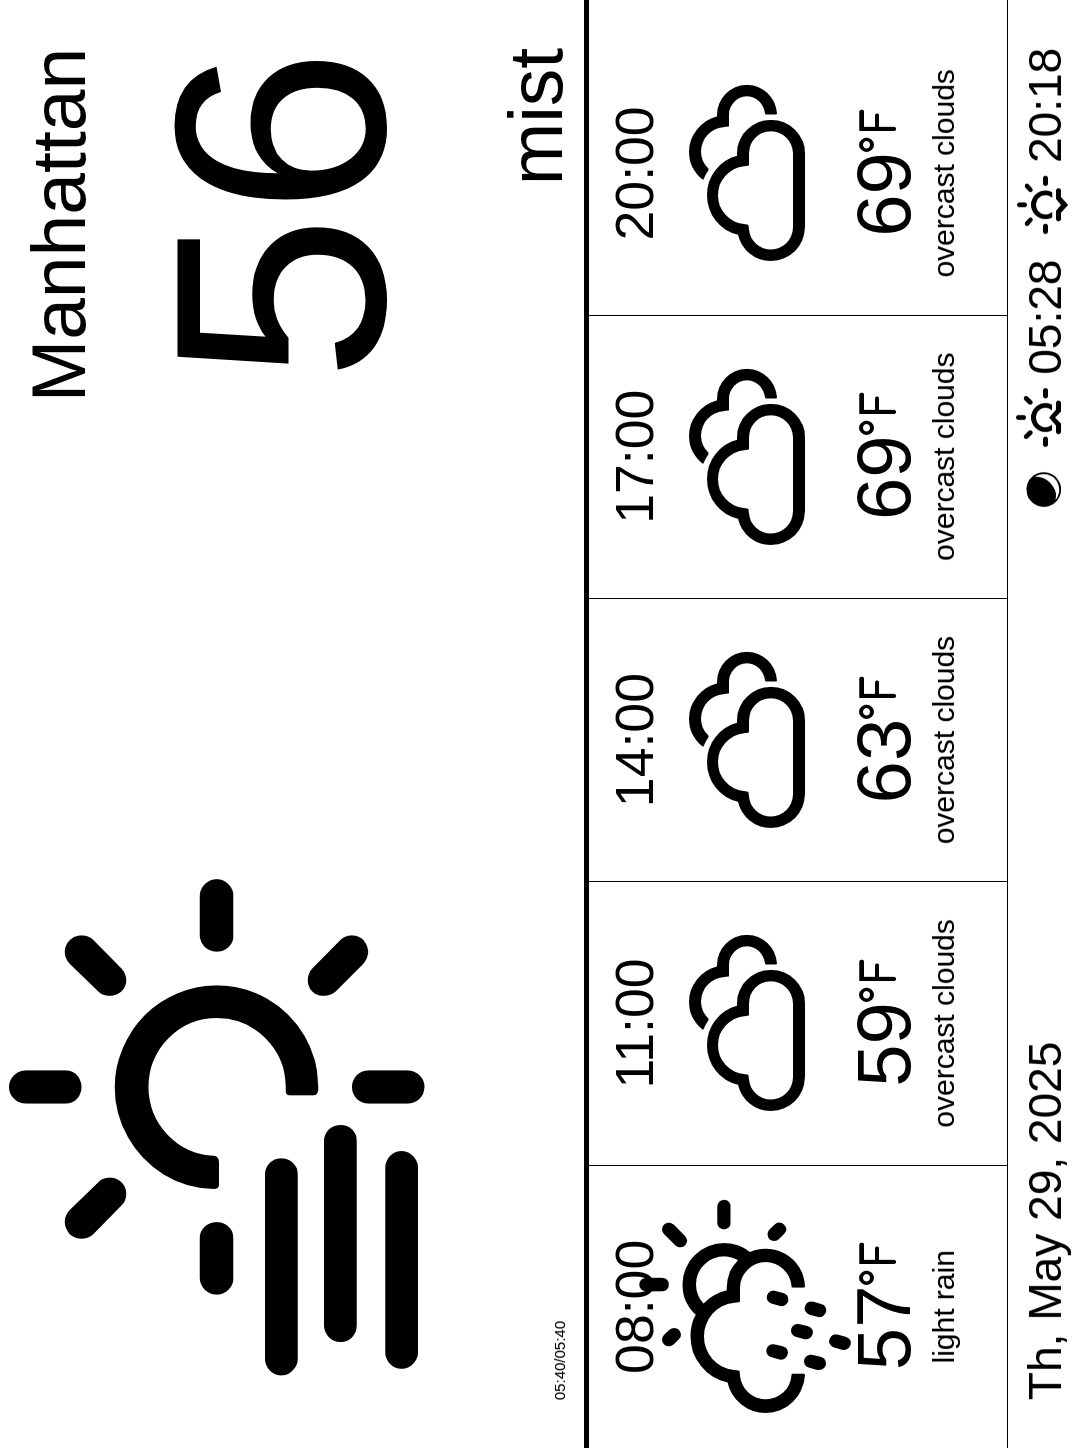 Manhattan
56
mist
05:40/05:40
08:00
57°F
light rain
11:00
59°F
overcast clouds
14:00
63°F
overcast clouds
17:00
69°F
overcast clouds
20:00
69°F
overcast clouds
Th, May 29, 2025
05:28 20:18